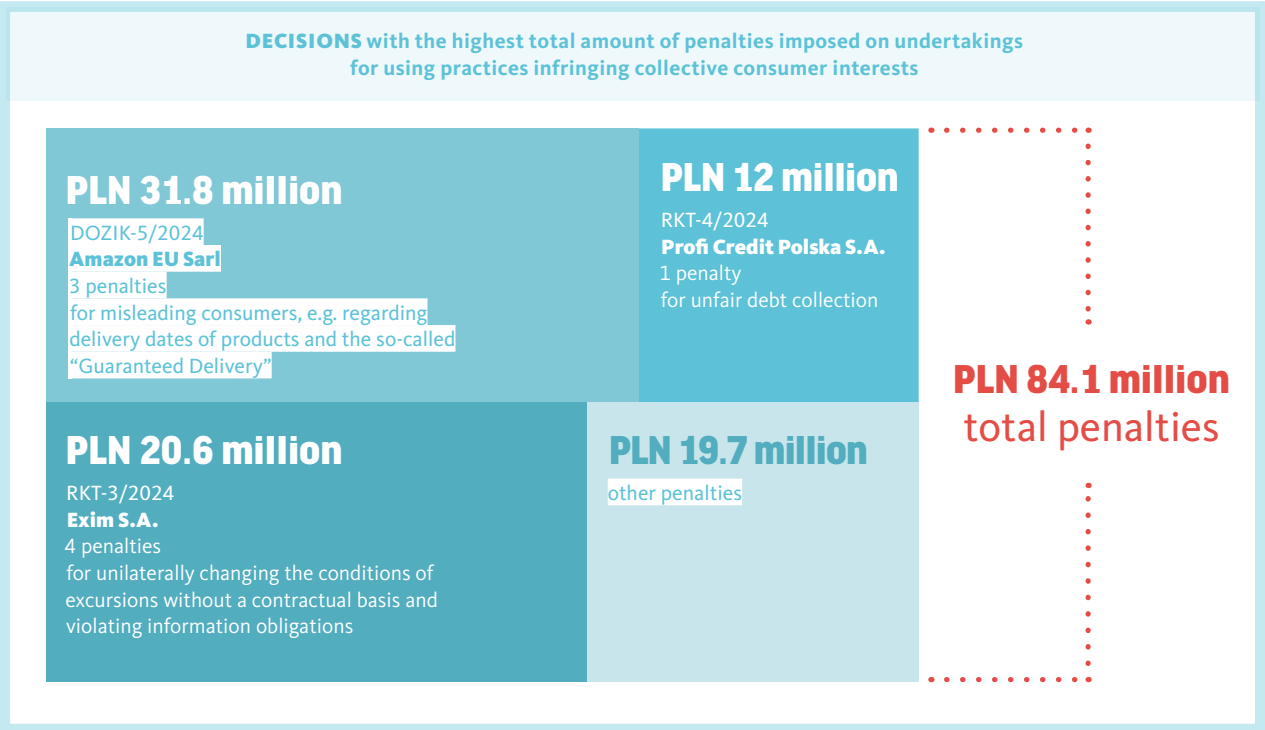 DECISIONS with the highest total amount of penalties imposed on undertakings
for using practices infringing collective consumer interests
PLN 31.8 million
DOZIK-5/2024
Amazon EU Sarl
3 penalties
for misleading consumers, e.g. regarding
delivery dates of products and the so-called
“Guaranteed Delivery”
PLN 12 million
RKT-4/2024
Profi Credit Polska S.A.
1 penalty
for unfair debt collection
PLN 20.6 million
RKT-3/2024
Exim S.A.
4 penalties
for unilaterally changing the conditions of
excursions without a contractual basis and
violating information obligations
PLN 19.7 million
other penalties
PLN 84.1 million
total penalties